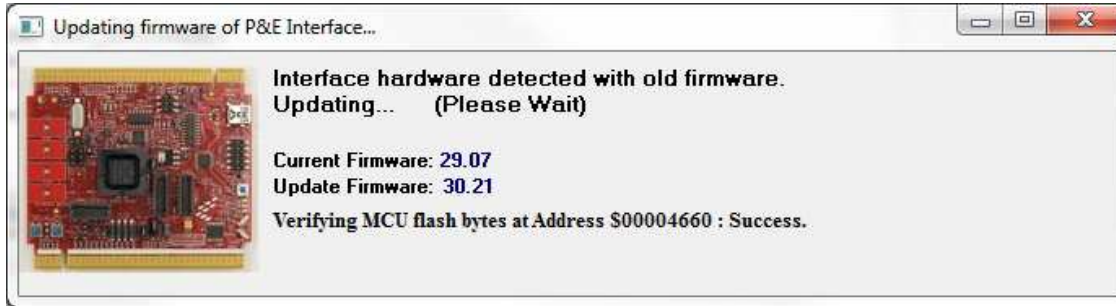 Updating firmware of P&E Interface...
Interface hardware detected with old firmware.
Updating... (Please Wait)
Current Firmware: 29.07
Update Firmware: 30.21
Verifying MCU flash bytes at Address $00004660 : Success.